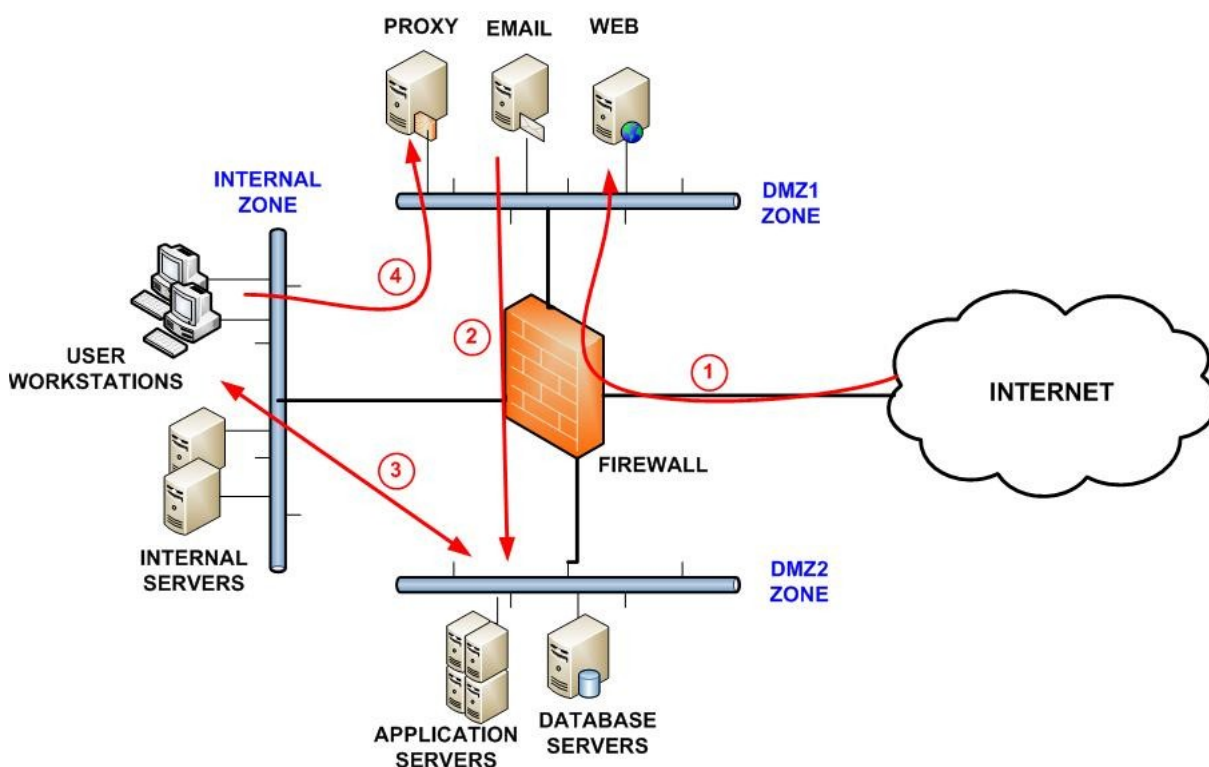 PROXY
EMAIL
WEB
INTERNAL
ZONE
DMZ1
ZONE
4
2
1
USER
WORKSTATIONS
INTERNET
FIREWALL
3
INTERNAL
SERVERS
DMZ2
ZONE
APPLICATION
SERVERS
DATABASE
SERVERS